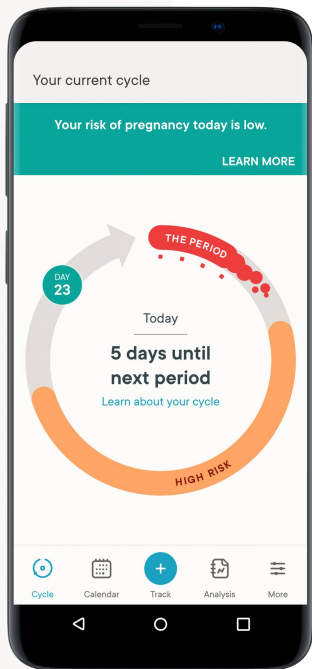 Your current cycle
Your risk of pregnancy today is low.
LEARN MORE
THE PERIOD
DAY
23
Today
5 days until
next period
Learn about your cycle
HIGH RISK
Cycle
Calendar
Track
Analysis
More